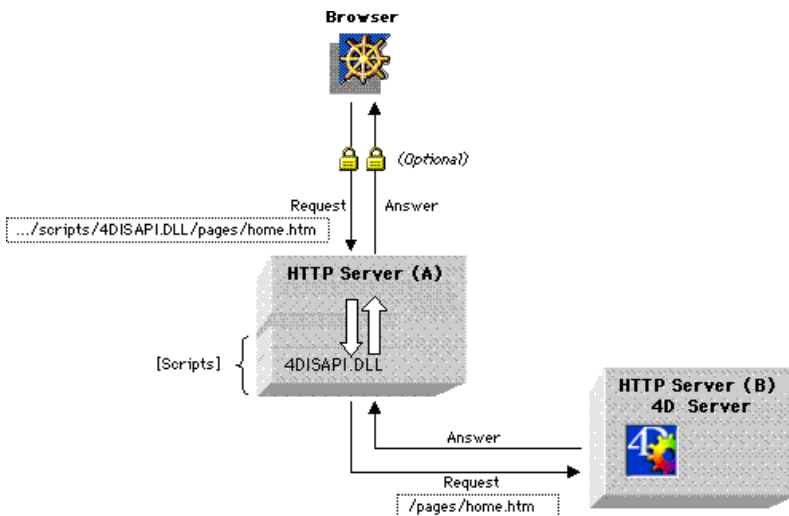 Browser
(Optional)
Request
Answer
.../scripts/4DISAPI.DLL/pages/home.htm
HTTP Server (A)
[Scripts]
4DISAPI.DLL
HTTP Server (B)
4D Server
4D
Answer
Request
/pages/home.htm